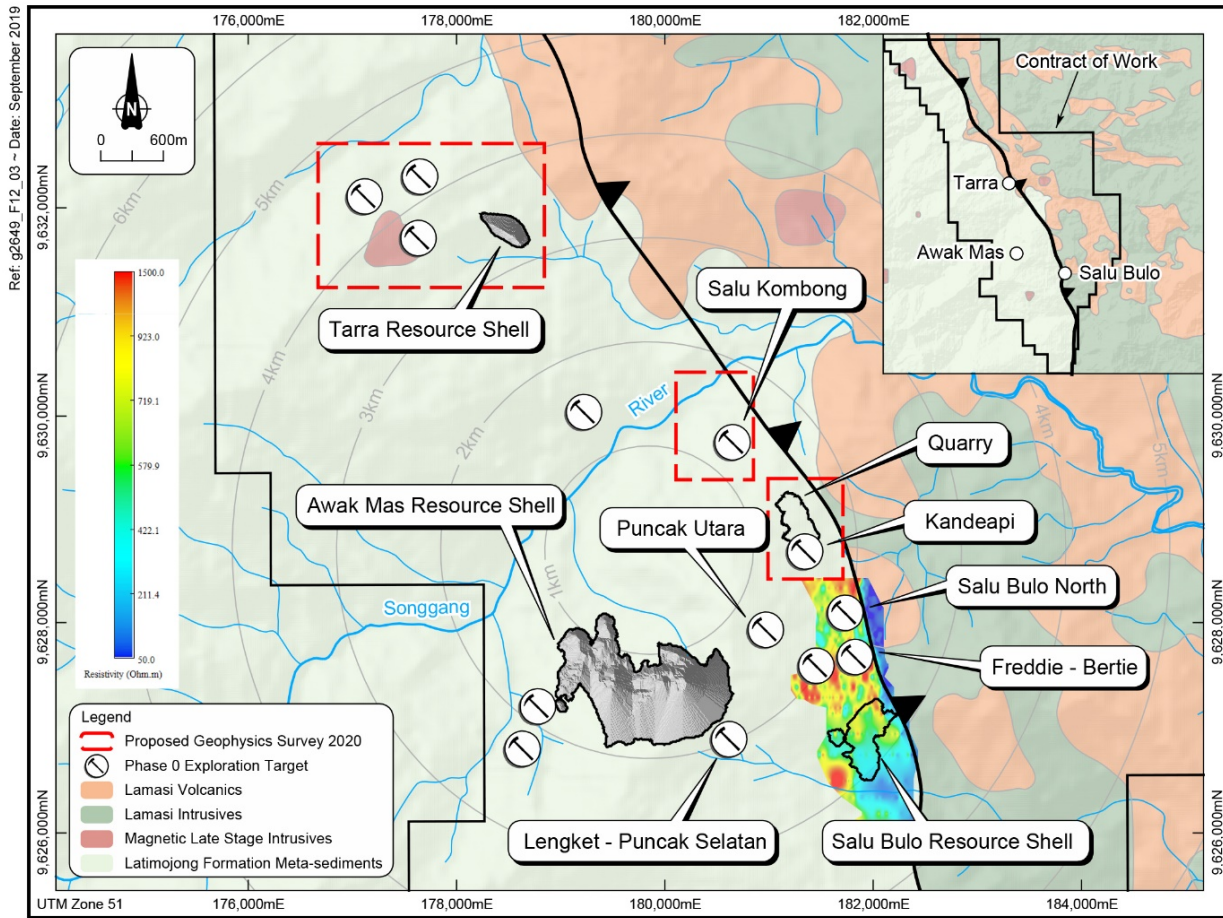 Ref: g2649_F12_03 ~ Date: September 2019
176,000mE
178,000mE
180,000mE
182,000mE
N
0 600m
Contract of Work
Tarra
Awak Mas
Salu Bulo
9,632,000mN
9,630,000mN
9,628,000mN
9,626,000mN
6km
5km
4km
3km
2km
1km
4km
5km
Tarra Resource Shell
Salu Kombong
River
Quarry
Awak Mas Resource Shell
Puncak Utara
Kandeapi
Songgang
Salu Bulo North
Freddie - Bertie
Lengket - Puncak Selatan
Salu Bulo Resource Shell
1500.0
923.0
719.1
579.9
422.1
211.4
50.0
Resistivity (Ohm.m)
Legend
Proposed Geophysics Survey 2020
Phase 0 Exploration Target
Lamasi Volcanics
Lamasi Intrusives
Magnetic Late Stage Intrusives
Latimojong Formation Meta-sediments
9,632,000mN
9,630,000mN
9,628,000mN
9,626,000mN
UTM Zone 51
176,000mE
178,000mE
180,000mE
182,000mE
184,000mE